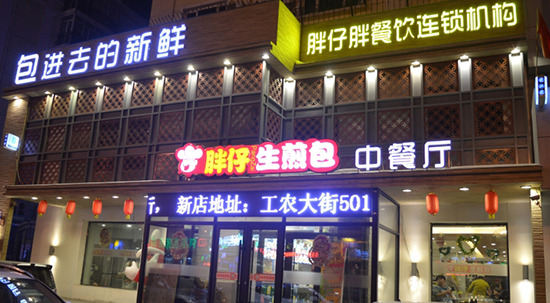 包进去的新鲜
胖仔胖餐饮连锁机构
胖仔生煎包 中餐厅
新店地址：工农大街501